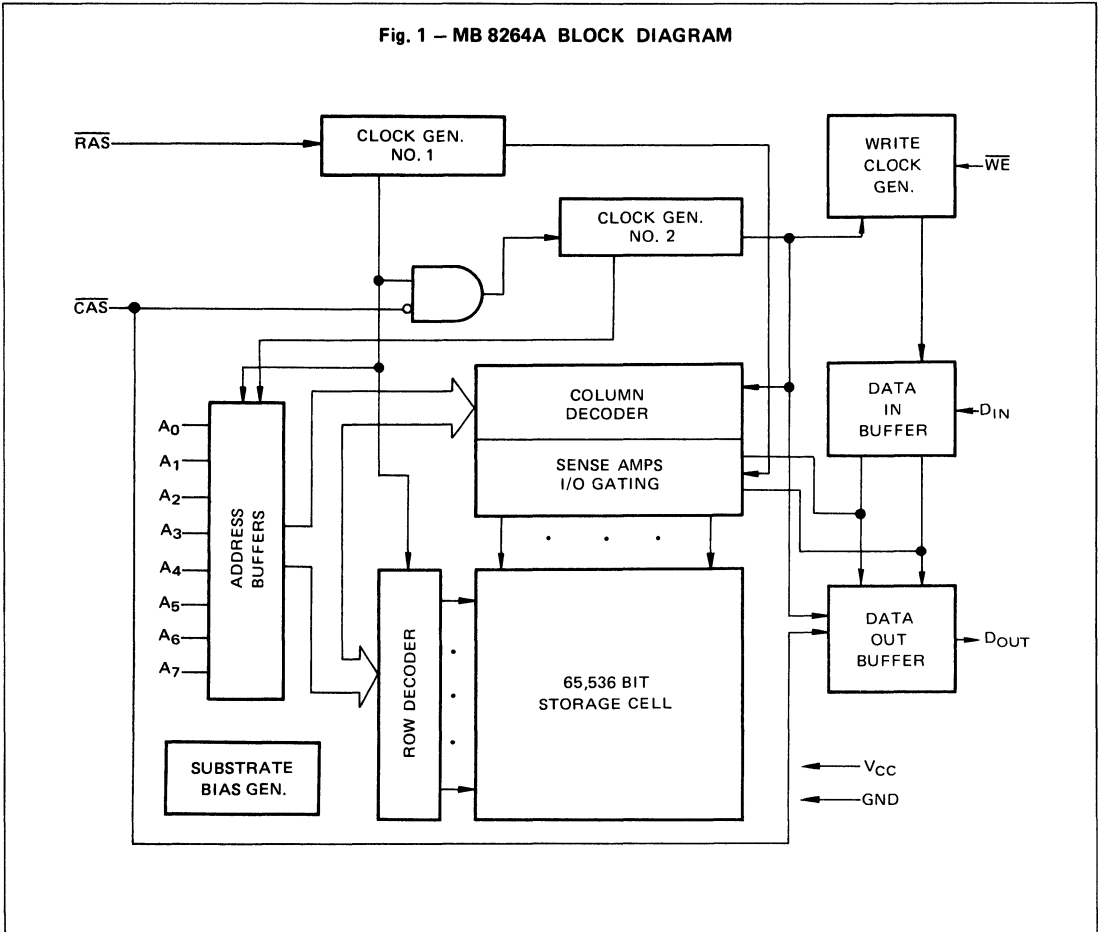 Fig. 1 – MB 8264A BLOCK DIAGRAM
RAS
CLOCK GEN.
NO. 1
WRITE
CLOCK
GEN.
WE
CLOCK GEN.
NO. 2
CAS
A0
A1
A2
A3
A4
A5
A6
A7
ADDRESS
BUFFERS
COLUMN
DECODER
SENSE AMPS
I/O GATING
DATA
IN
BUFFER
DIN
ROW DECODER
65,536 BIT
STORAGE CELL
DATA
OUT
BUFFER
DOUT
SUBSTRATE
BIAS GEN.
VCC
GND